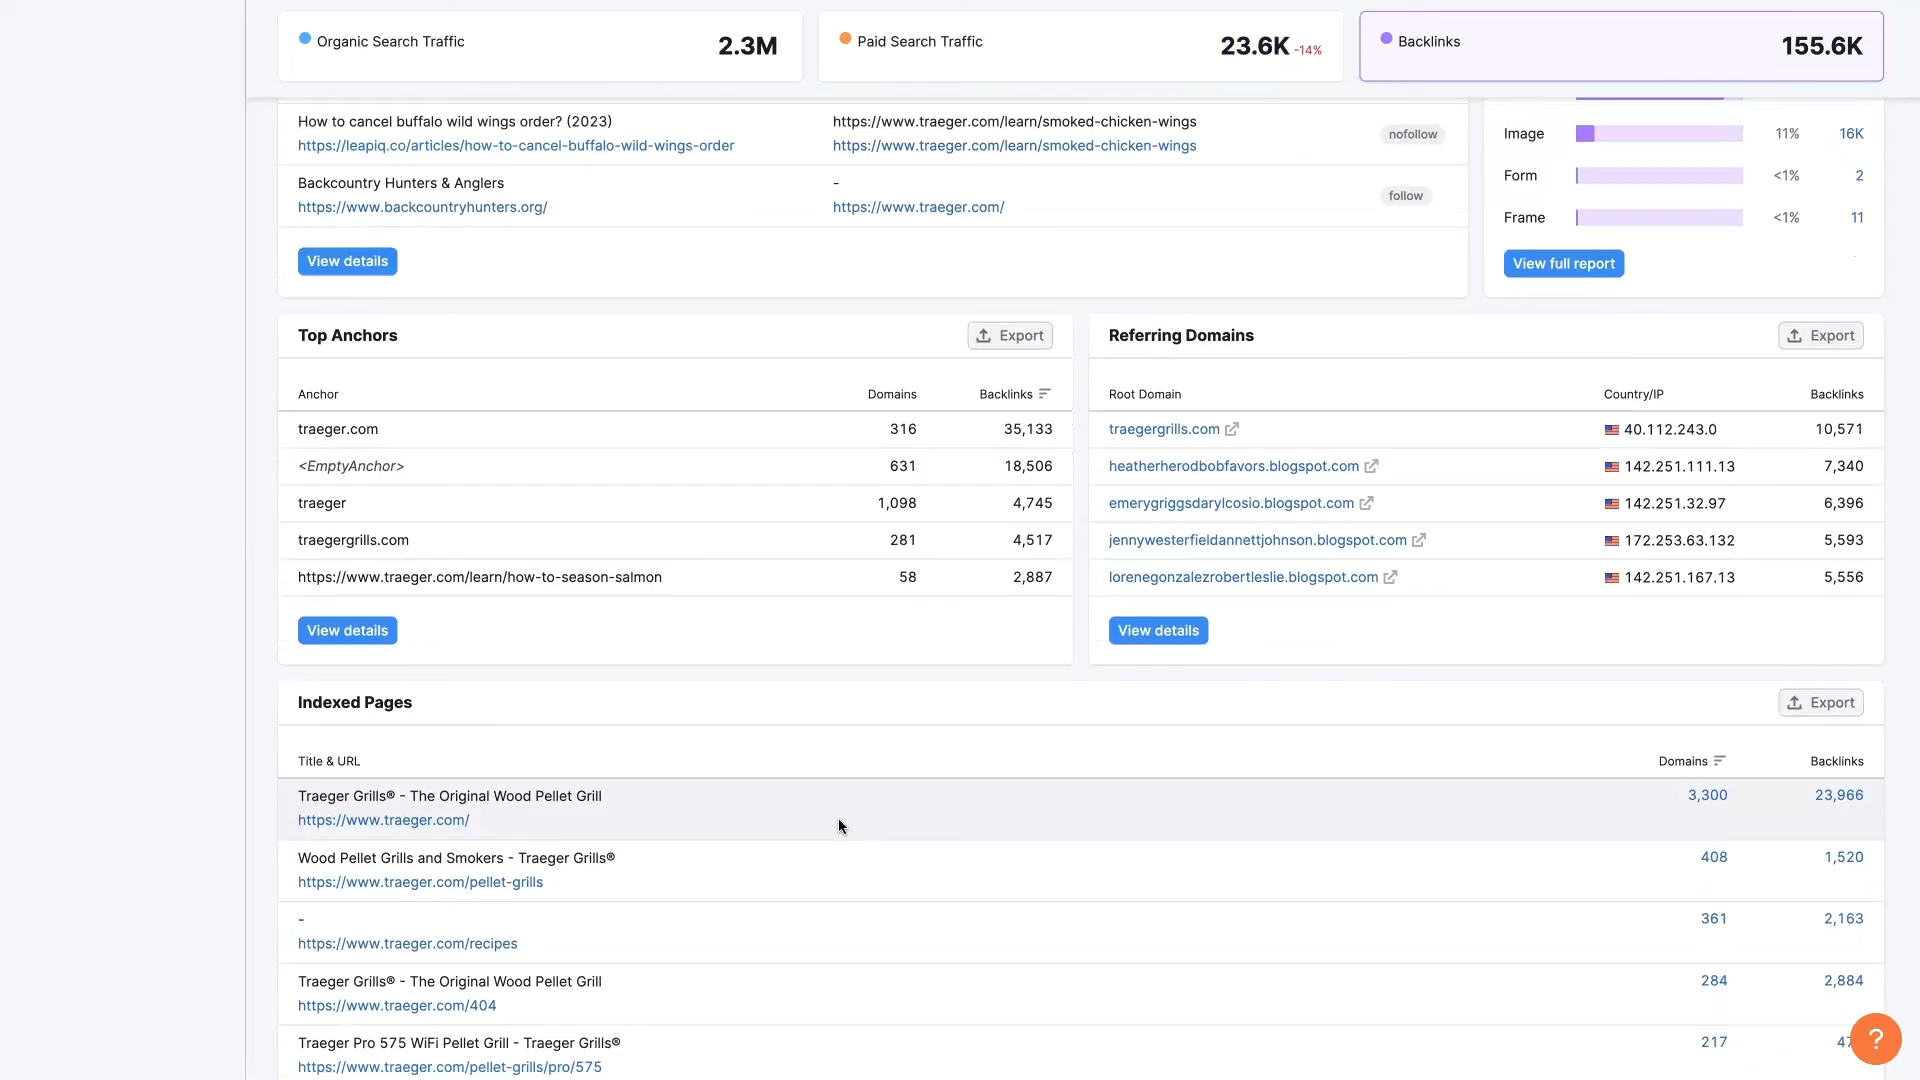 Organic Search Traffic 2.3M
Paid Search Traffic 23.6K -14%
Backlinks 155.6K
How to cancel buffalo wild wings order? (2023) https://www.traeger.com/learn/smoked-chicken-wings
nofollow
https://leapiq.co/articles/how-to-cancel-buffalo-wild-wings-order https://www.traeger.com/learn/smoked-chicken-wings
Backcountry Hunters & Anglers -
follow
https://www.backcountryhunters.org/ https://www.traeger.com/
View details
Image 11% 16K
Form <1% 2
Frame <1% 11
View full report
Top Anchors Export
Anchor Domains Backlinks
traeger.com 316 35,133
<EmptyAnchor> 631 18,506
traeger 1,098 4,745
traegergrills.com 281 4,517
https://www.traeger.com/learn/how-to-season-salmon 58 2,887
View details
Referring Domains Export
Root Domain Country/IP Backlinks
traegergrills.com 40.112.243.0 10,571
heatherherodbobfavors.blogspot.com 142.251.111.13 7,340
emerygriggsdarylcosio.blogspot.com 142.251.32.97 6,396
jennywesterfieldannettjohnson.blogspot.com 172.253.63.132 5,593
lorenegonzalezrobertleslie.blogspot.com 142.251.167.13 5,556
View details
Indexed Pages Export
Title & URL Domains Backlinks
Traeger Grills® - The Original Wood Pellet Grill 3,300 23,966
https://www.traeger.com/
Wood Pellet Grills and Smokers - Traeger Grills® 408 1,520
https://www.traeger.com/pellet-grills
- 361 2,163
https://www.traeger.com/recipes
Traeger Grills® - The Original Wood Pellet Grill 284 2,884
https://www.traeger.com/404
Traeger Pro 575 WiFi Pellet Grill - Traeger Grills® 217
https://www.traeger.com/pellet-grills/pro/575
?